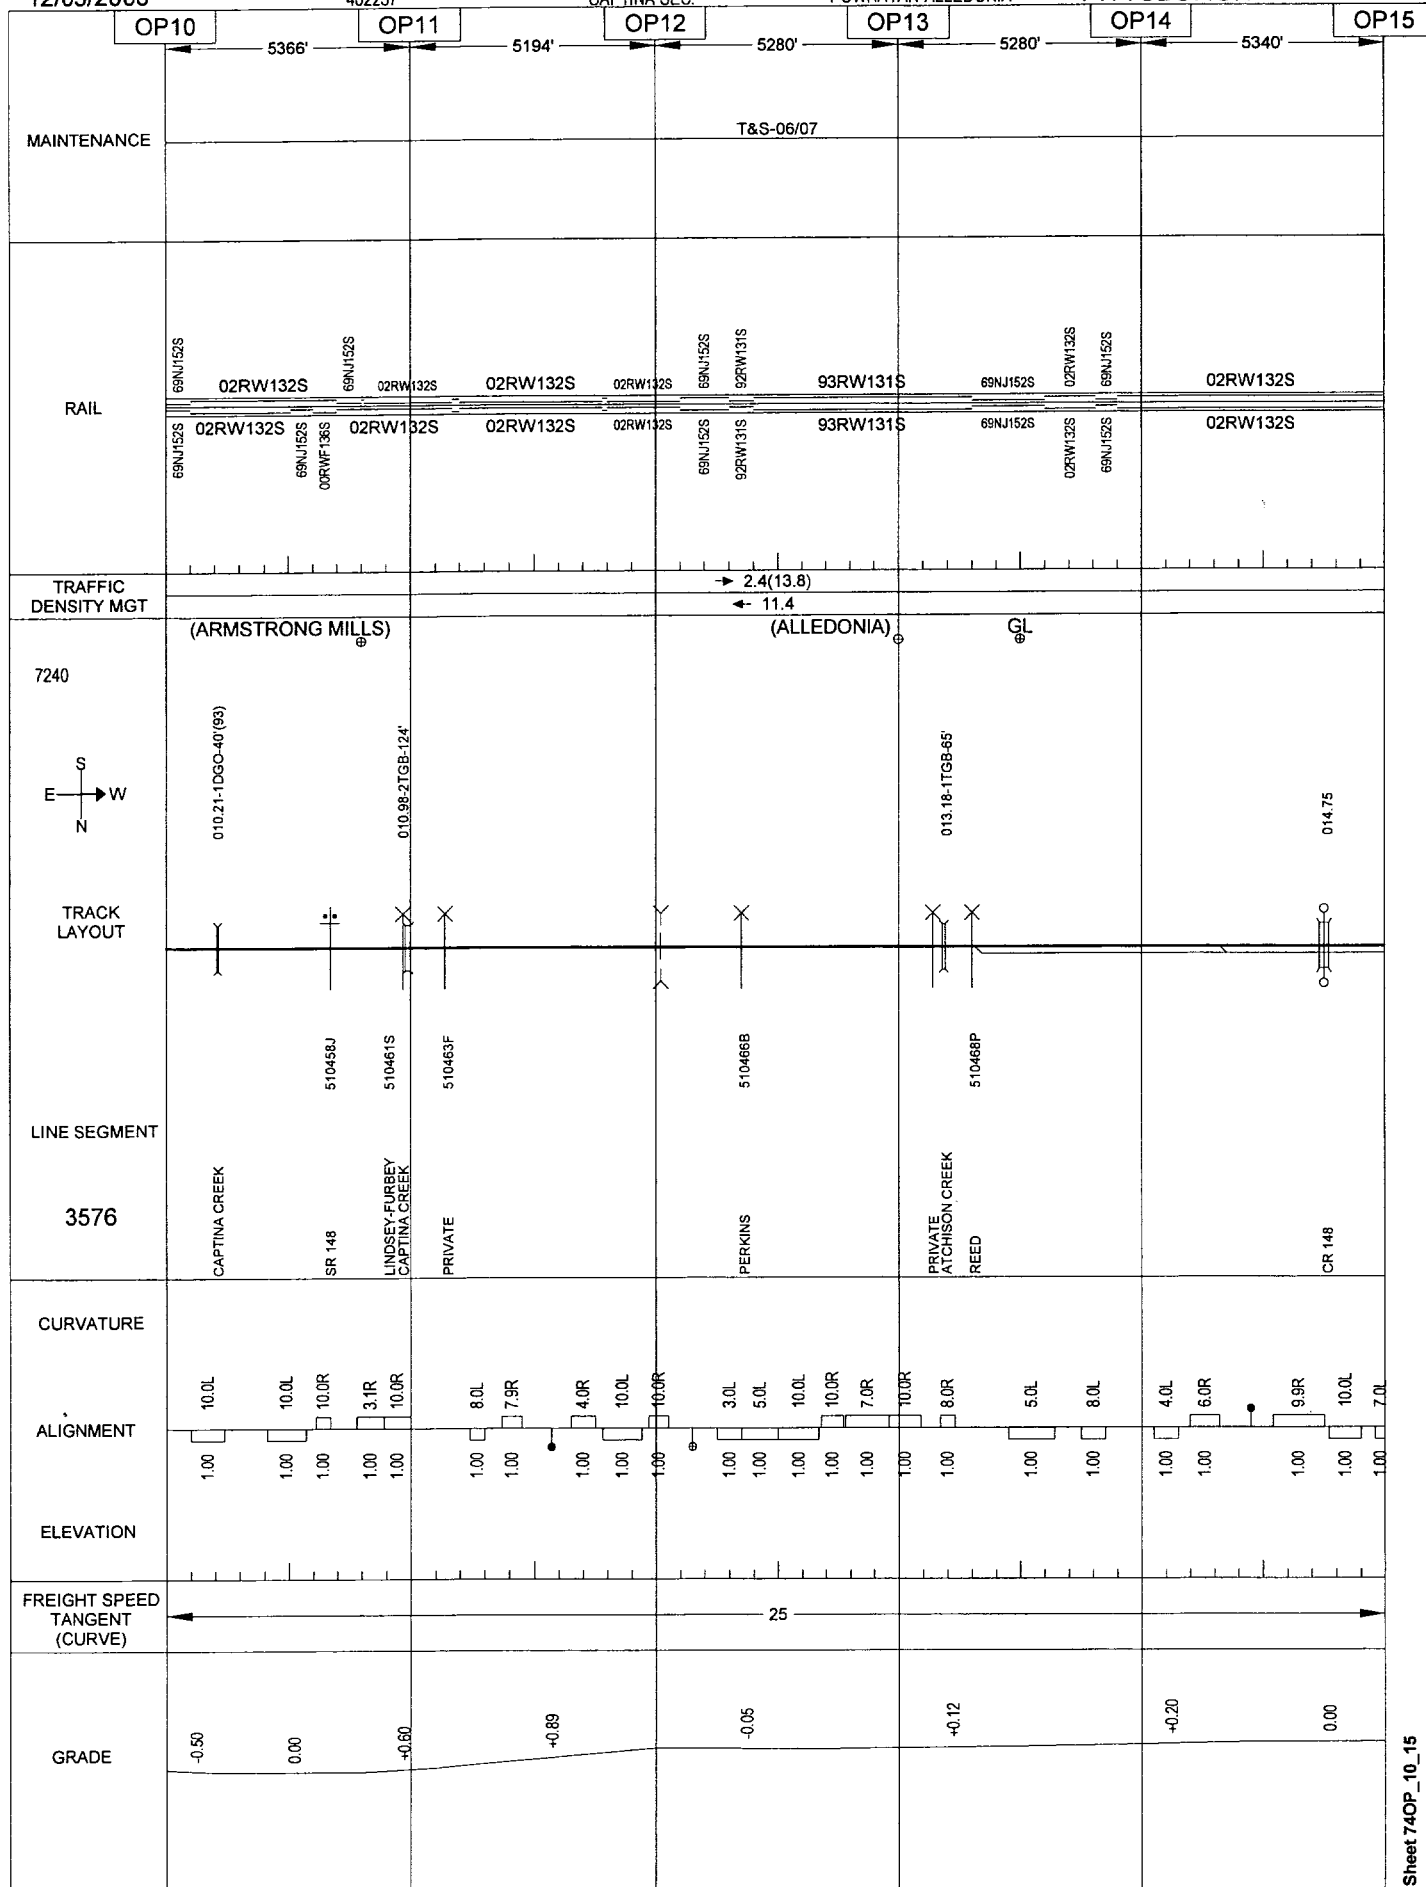 OP10 OP11 OP12 OP13 OP14 OP15
5366' 5194' 5280' 5280' 5340'
MAINTENANCE
T&S-06/07
69NJ152S 69NJ152S 69NJ152S 92RW131S 02RW132S 69NJ152S
02RW132S 02RW132S 02RW132S 02RW132S 93RW131S 69NJ152S 02RW132S
RAIL
02RW132S 02RW132S 02RW132S 02RW132S 93RW131S 69NJ152S 02RW132S
69NJ152S 69NJ152S 00RWF136S 69NJ152S 92RW131S 02RW132S 69NJ152S
TRAFFIC
DENSITY MGT
2.4(13.8)
11.4
(ARMSTRONG MILLS) (ALLEDONIA) GL
7240
S
E W
N
010.21-1DGO-40'(93) 010.98-2TGB-124' 013.18-1TGB-65' 014.75
TRACK
LAYOUT
510458J 510461S 510463F 510466B 510468P
LINE SEGMENT
3576
CAPTINA CREEK
SR 148
LINDSEY-FURBEY
CAPTINA CREEK
PRIVATE
PERKINS
PRIVATE
ATCHISON CREEK
REED
CR 148
CURVATURE
10.0L 10.0L 10.0R 3.1R 10.0R 8.0L 7.9R 4.0R 10.0L 10.0R 3.0L 5.0L 10.0L 10.0R 7.0R 10.0R 8.0R 5.0L 8.0L 4.0L 6.0R 9.9R 10.0L 7.0L
ALIGNMENT
1.00 1.00 1.00 1.00 1.00 1.00 1.00 1.00 1.00 1.00 1.00 1.00 1.00 1.00 1.00 1.00 1.00 1.00 1.00 1.00 1.00 1.00 1.00 1.00
ELEVATION
FREIGHT SPEED
TANGENT
(CURVE)
25
GRADE
-0.50 0.00 +0.60 +0.89 -0.05 +0.12 +0.20 0.00
Sheet 74OP_10_15